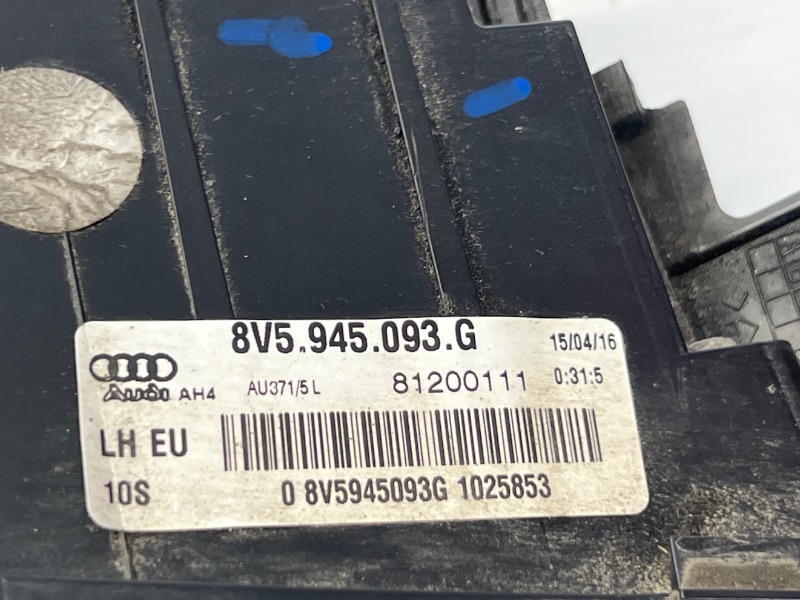 8V5.945.093.G 15/04/16
Audi AH4 AU371/5 L 81200111 0:31:5
LH EU
10S 0 8V5945093G 1025853